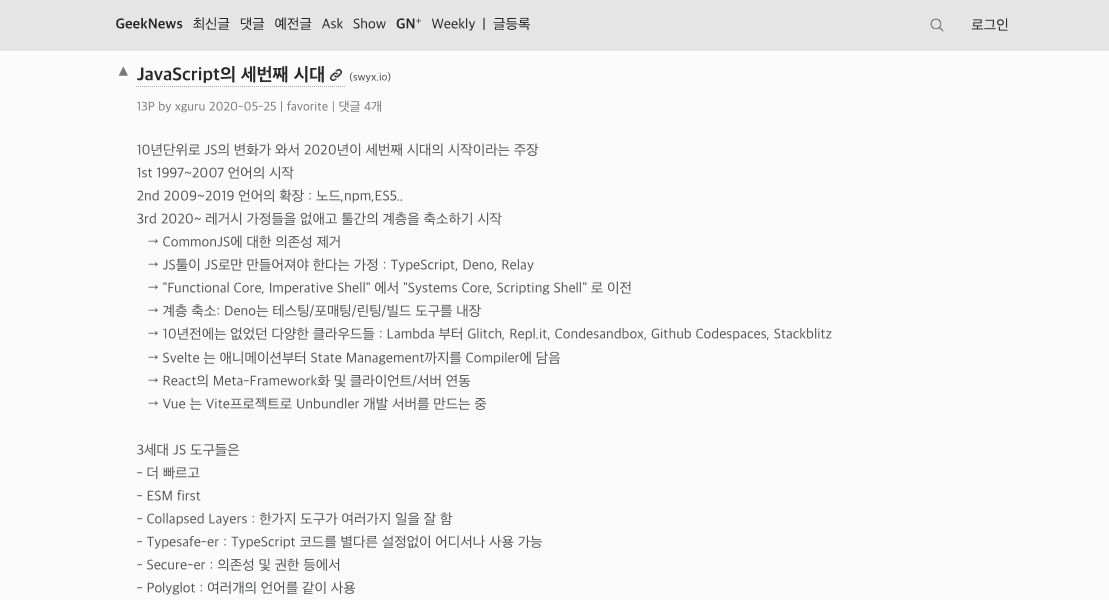 GeekNews 최신글 댓글 예전글 Ask Show GN⁺ Weekly | 글등록 로그인
▲ JavaScript의 세번째 시대 (swyx.io)
13P by xguru 2020-05-25 | favorite | 댓글 4개
10년단위로 JS의 변화가 와서 2020년이 세번째 시대의 시작이라는 주장
1st 1997~2007 언어의 시작
2nd 2009~2019 언어의 확장 : 노드,npm,ES5..
3rd 2020~ 레거시 가정들을 없애고 툴간의 계층을 축소하기 시작
→ CommonJS에 대한 의존성 제거
→ JS툴이 JS로만 만들어져야 한다는 가정 : TypeScript, Deno, Relay
→ "Functional Core, Imperative Shell" 에서 "Systems Core, Scripting Shell" 로 이전
→ 계층 축소: Deno는 테스팅/포매팅/린팅/빌드 도구를 내장
→ 10년전에는 없었던 다양한 클라우드들 : Lambda 부터 Glitch, Repl.it, Condesandbox, Github Codespaces, Stackblitz
→ Svelte 는 애니메이션부터 State Management까지를 Compiler에 담음
→ React의 Meta-Framework화 및 클라이언트/서버 연동
→ Vue 는 Vite프로젝트로 Unbundler 개발 서버를 만드는 중
3세대 JS 도구들은
- 더 빠르고
- ESM first
- Collapsed Layers : 한가지 도구가 여러가지 일을 잘 함
- Typesafe-er : TypeScript 코드를 별다른 설정없이 어디서나 사용 가능
- Secure-er : 의존성 및 권한 등에서
- Polyglot : 여러개의 언어를 같이 사용